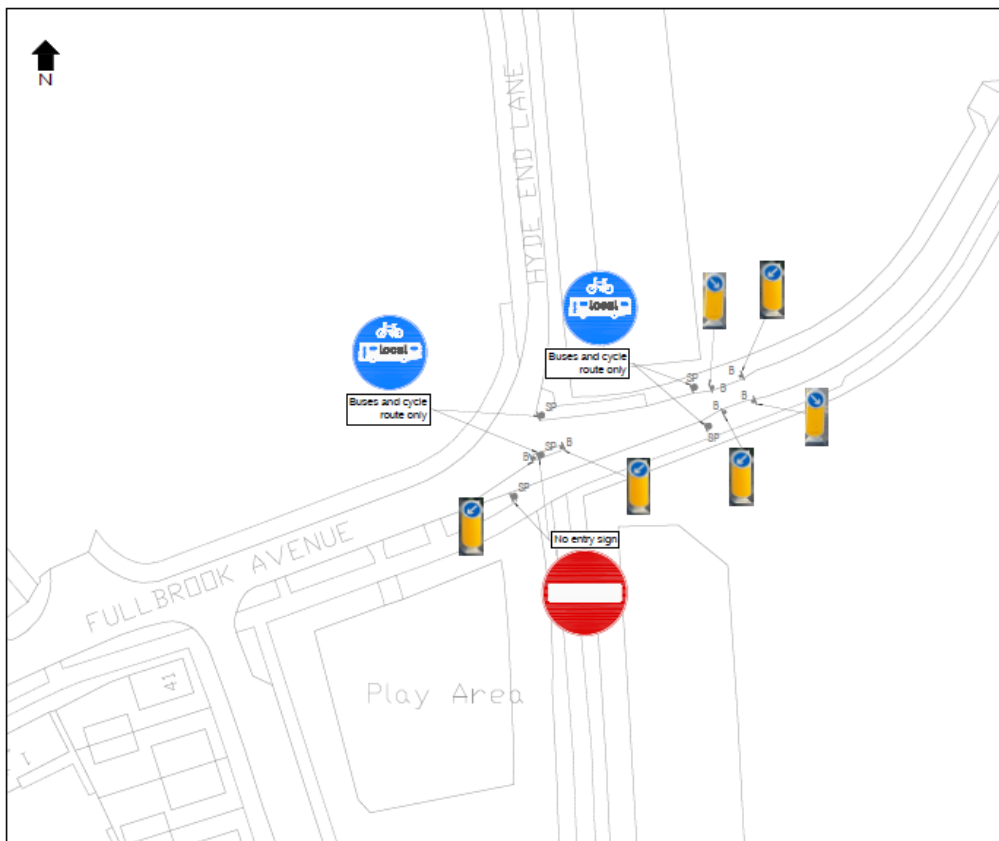 N
HYDE END LANE
local
local
Buses and cycle
route only
Buses and cycle
route only
SP
B
B
SP
B
B
SP
SP
B
B
SP
No entry sign
FULLBROOK AVENUE
41
Play Area
1